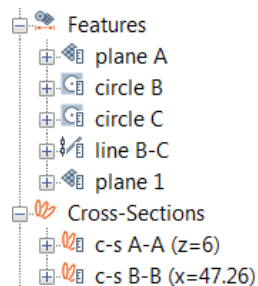 Features
plane A
circle B
circle C
line B-C
plane 1
Cross-Sections
c-s A-A (z=6)
c-s B-B (x=47.26)